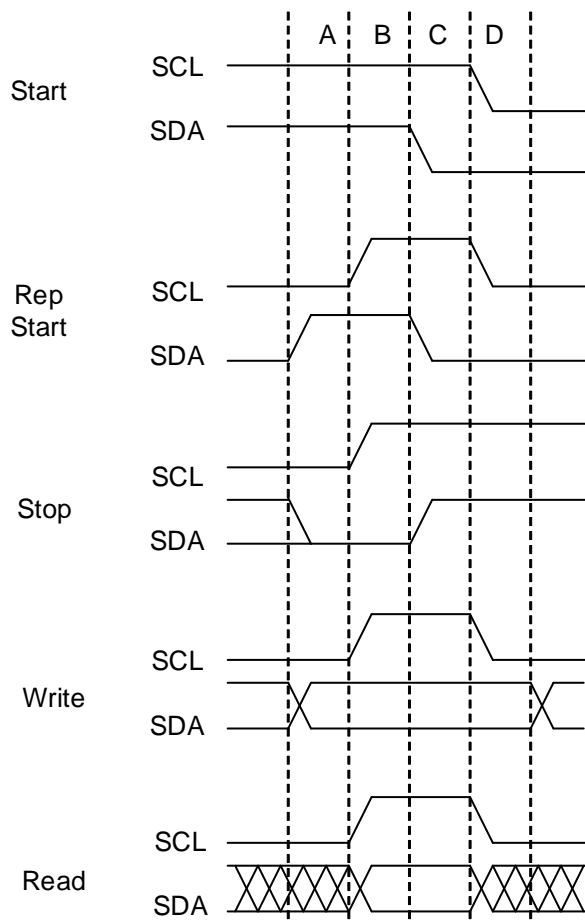 A B C D
SCL
Start
SDA
Rep
Start
SCL
SDA
SCL
Stop
SDA
SCL
Write
SDA
SCL
Read
SDA